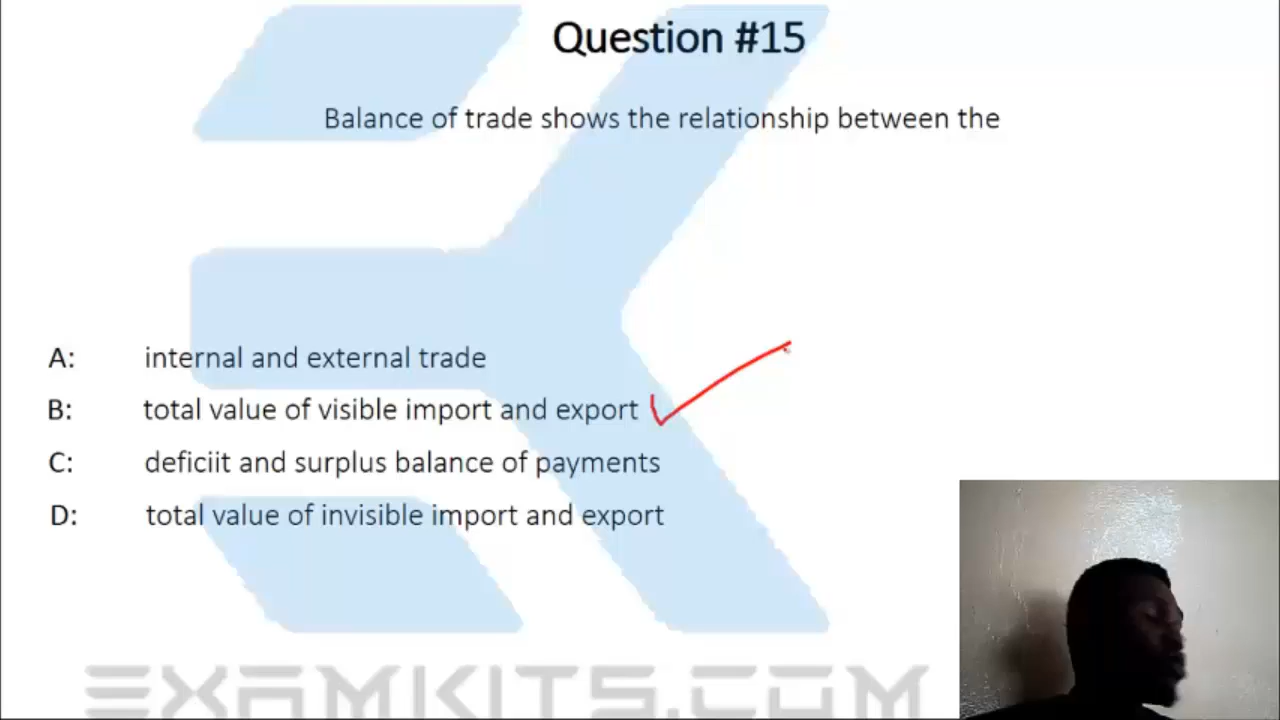 Question #15
Balance of trade shows the relationship between the
A: internal and external trade
B: total value of visible import and export
C: deficiit and surplus balance of payments
D: total value of invisible import and export
EXAMKITS.COM